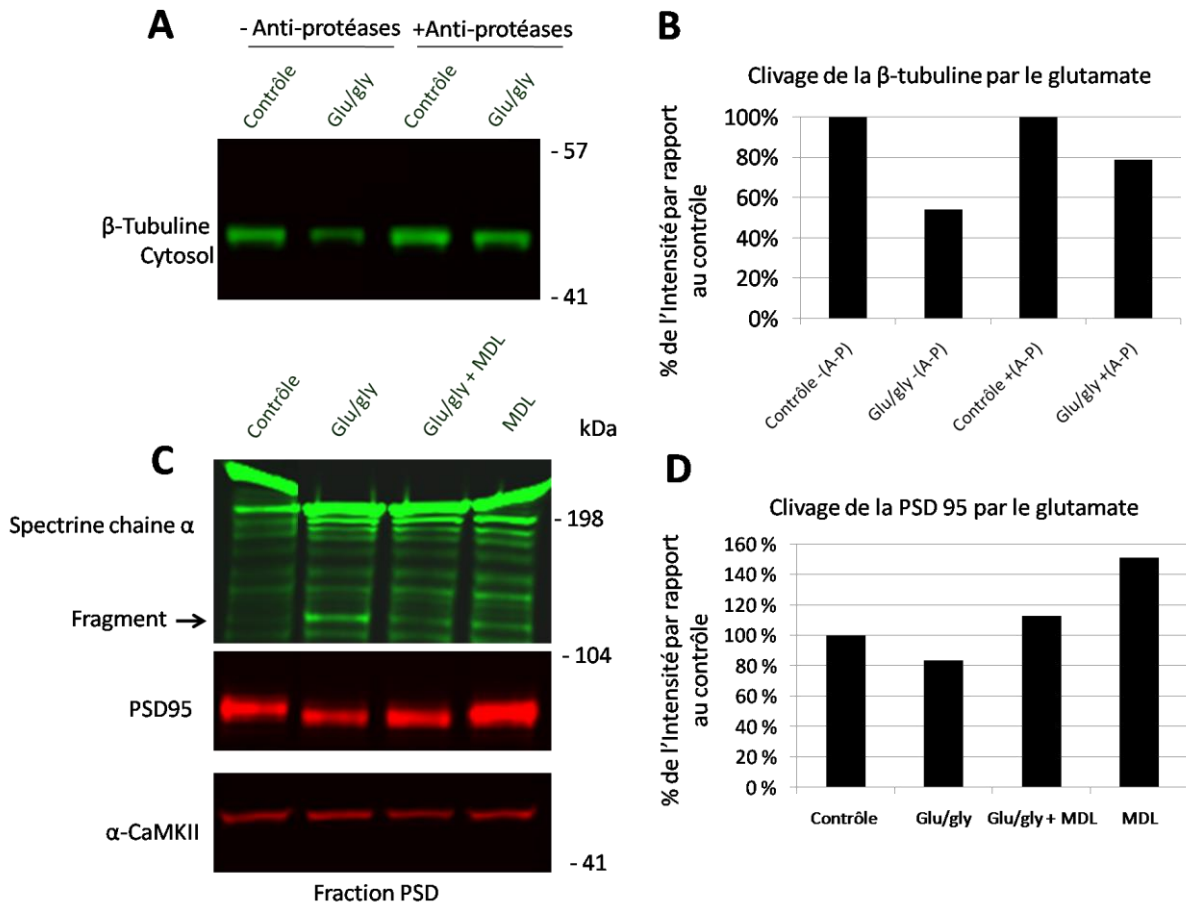 A
- Anti-protéases
+Anti-protéases
Contrôle
Glu/gly
Contrôle
Glu/gly
- 57
β-Tubuline
Cytosol
- 41
B
Clivage de la β-tubuline par le glutamate
% de l'Intensité par rapport
au contrôle
100%
80%
60%
40%
20%
0%
Contrôle -(A-P)
Glu/gly -(A-P)
Contrôle +(A-P)
Glu/gly +(A-P)
C
Contrôle
Glu/gly
Glu/gly + MDL
MDL
kDa
Spectrine chaine α
- 198
Fragment →
- 104
PSD95
α-CaMKII
- 41
Fraction PSD
D
Clivage de la PSD 95 par le glutamate
% de l'Intensité par rapport
au contrôle
160 %
140 %
120 %
100 %
80 %
60 %
40 %
20 %
0 %
Contrôle
Glu/gly
Glu/gly + MDL
MDL